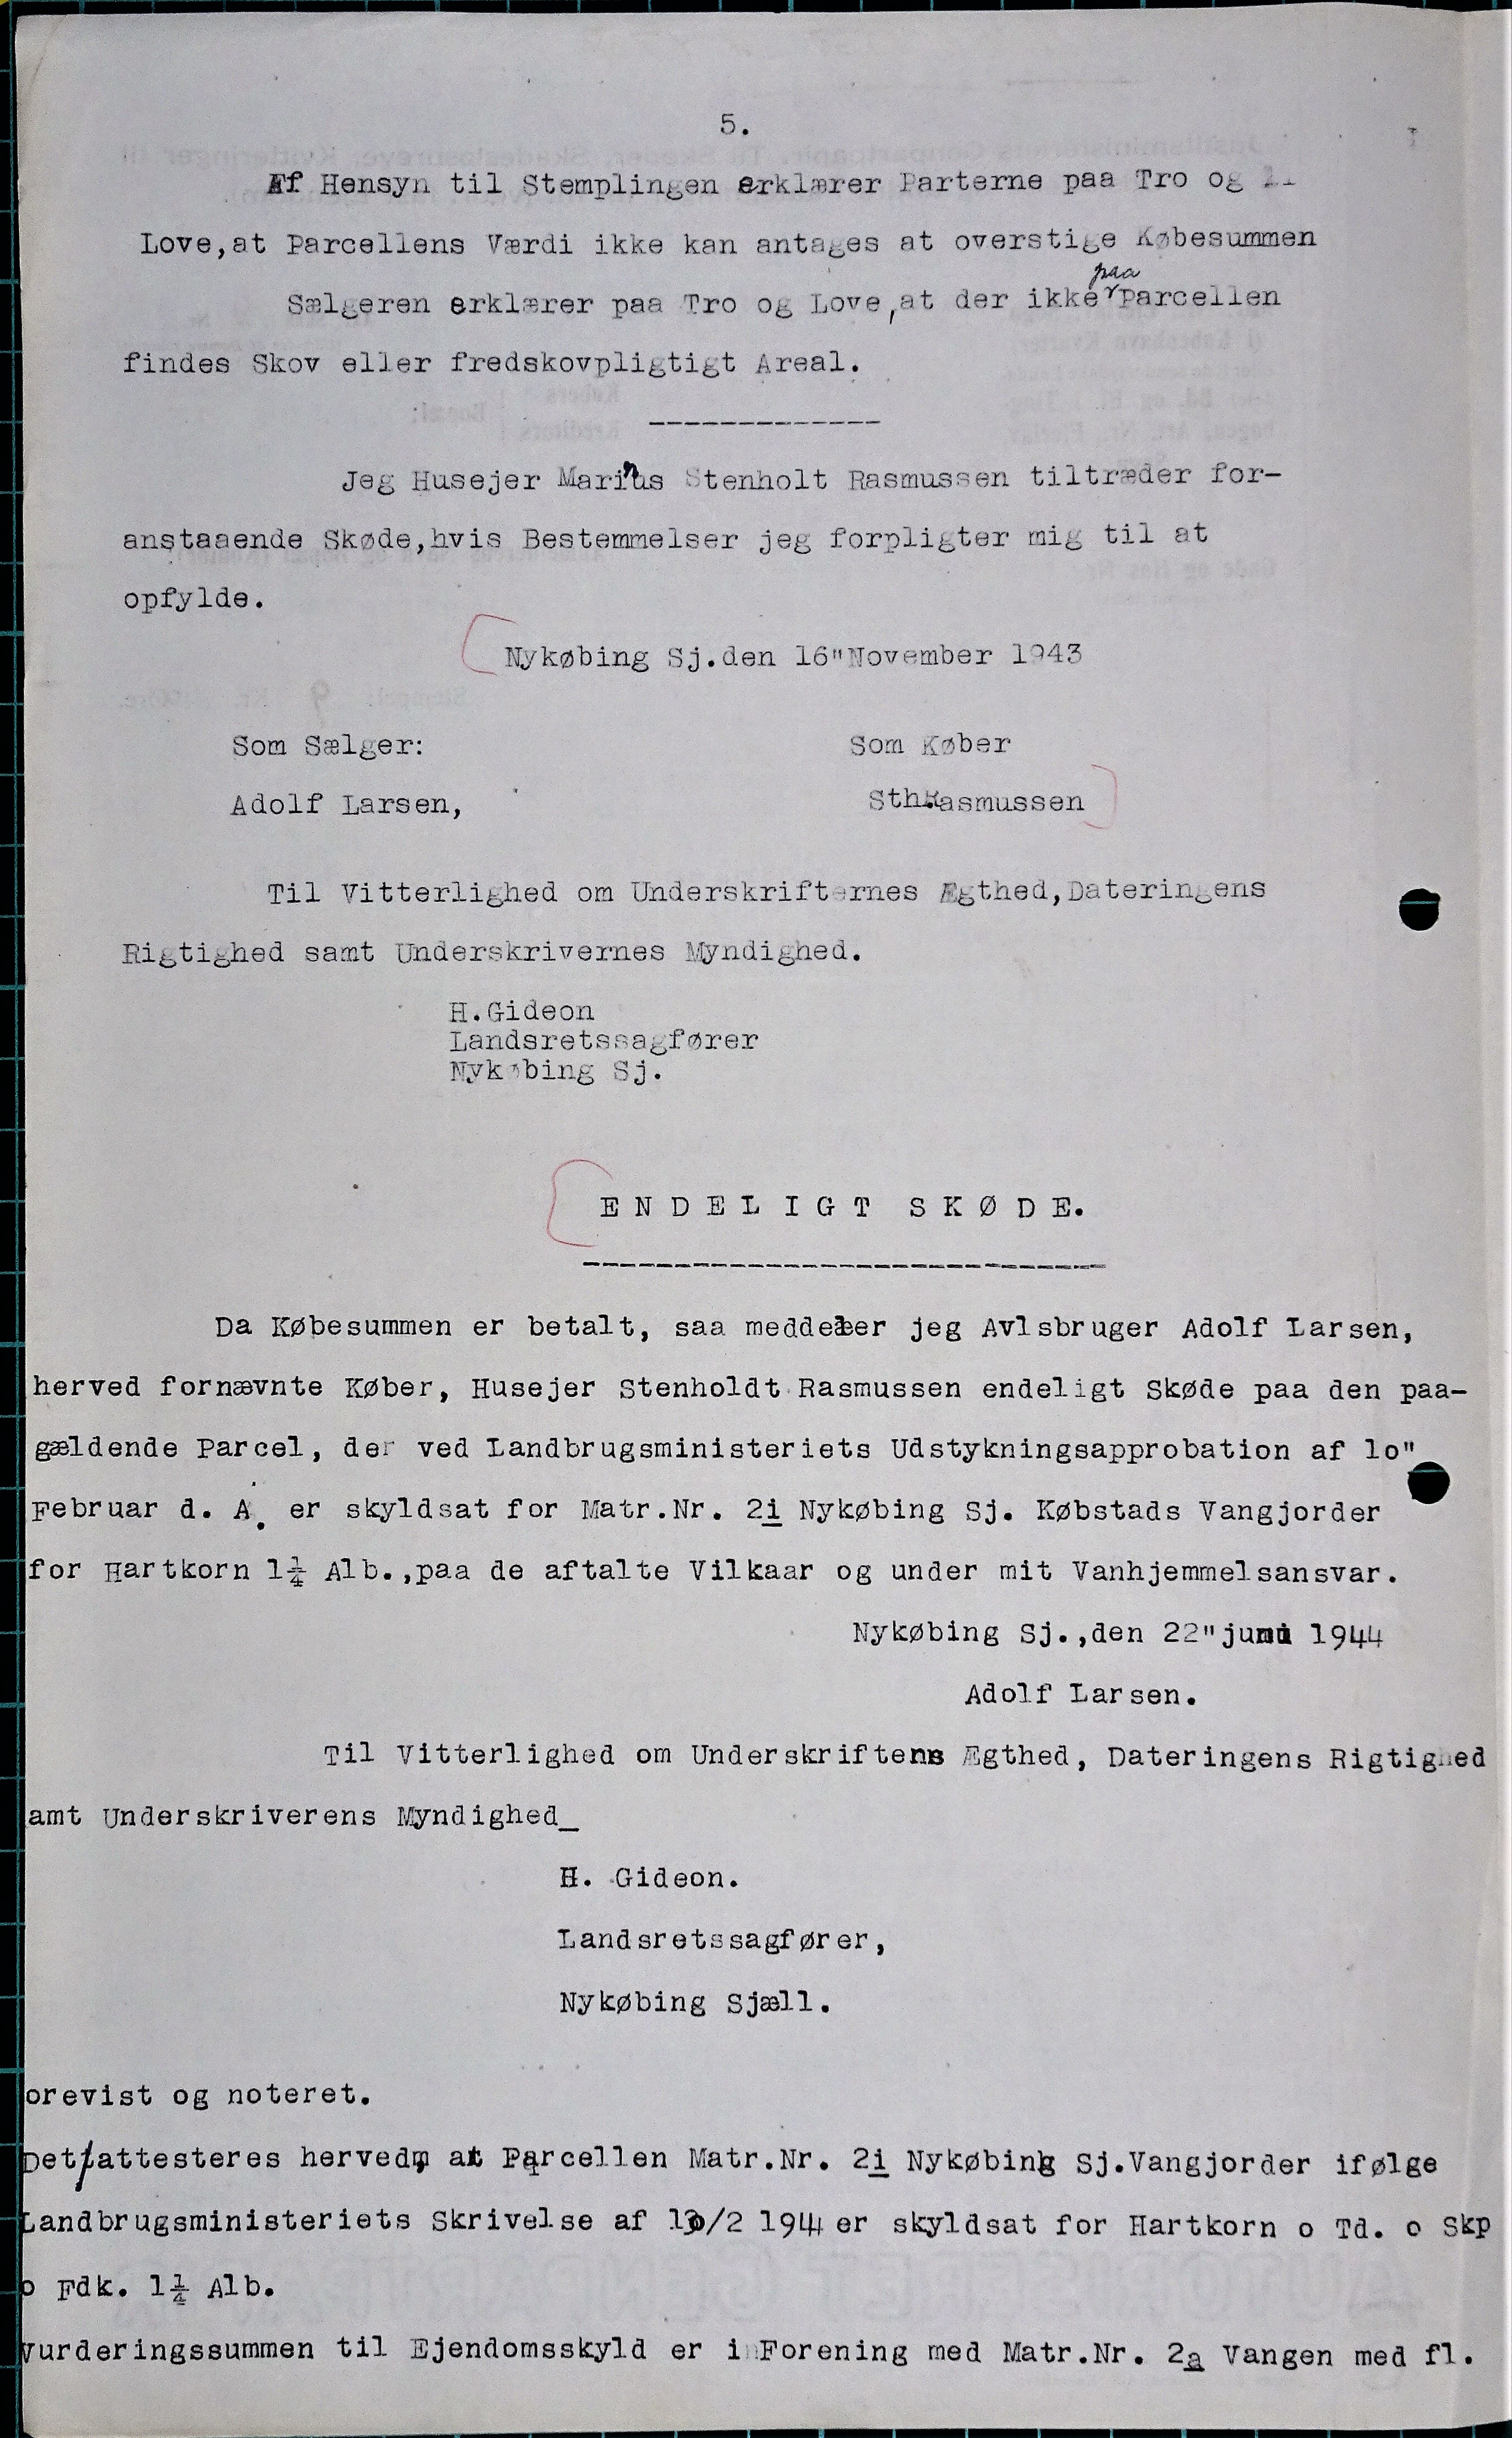 5.
Af Hensyn til Stemplingen erklærer Parterne paa Tro og
Love,at Parcellens Værdi ikke kan antages at overstige Købesummen
paa
Sælgeren erklærer paa Tro og Love,at der ikke Parcellen
findes Skov eller fredskovpligtigt Areal.
-------------
Jeg Husejer Marinus Stenholt Rasmussen tiltræder for-
anstaaende Skøde,hvis Bestemmelser jeg forpligter mig til at
opfylde.
Nykøbing Sj.den 16"November 1943
Som Sælger: Som Køber
Adolf Larsen, Sth.Rasmussen
Til Vitterlighed om Underskrifternes Ægthed,Dateringens
Rigtighed samt Underskrivernes Myndighed.
H.Gideon
Landsretssagfører
Nykøbing Sj.
ENDELIGT SKØDE.
-----------------------------
Da Købesummen er betalt, saa meddeler jeg Avlsbruger Adolf Larsen,
herved fornævnte Køber, Husejer Stenholdt Rasmussen endeligt Skøde paa den paa-
gældende Parcel, der ved Landbrugsministeriets Udstykningsapprobation af lo"
Februar d. A. er skyldsat for Matr.Nr. 2i Nykøbing Sj. Købstads Vangjorder
for Hartkorn 1¼ Alb.,paa de aftalte Vilkaar og under mit Vanhjemmelsansvar.
Nykøbing Sj.,den 22"juni 1944
Adolf Larsen.
Til Vitterlighed om Underskriftens Ægthed, Dateringens Rigtighed
amt Underskriverens Myndighed_
H. Gideon.
Landsretssagfører,
Nykøbing Sjæll.
orevist og noteret.
Det/attesteres herved, at Parcellen Matr.Nr. 2i Nykøbing Sj.Vangjorder ifølge
Landbrugsministeriets Skrivelse af 1o/2 1944 er skyldsat for Hartkorn o Td. o Skp
o Fdk. 1¼ Alb.
Vurderingssummen til Ejendomsskyld er i Forening med Matr.Nr. 2a Vangen med fl.